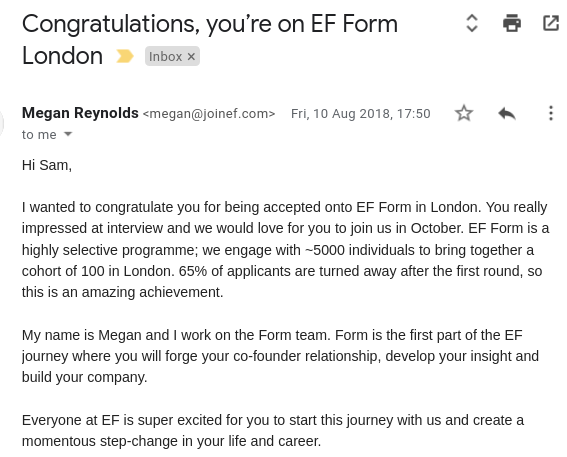 Congratulations, you're on EF Form
London Inbox ×
Megan Reynolds <megan@joinef.com> Fri, 10 Aug 2018, 17:50
to me
Hi Sam,
I wanted to congratulate you for being accepted onto EF Form in London. You really
impressed at interview and we would love for you to join us in October. EF Form is a
highly selective programme; we engage with ~5000 individuals to bring together a
cohort of 100 in London. 65% of applicants are turned away after the first round, so
this is an amazing achievement.
My name is Megan and I work on the Form team. Form is the first part of the EF
journey where you will forge your co-founder relationship, develop your insight and
build your company.
Everyone at EF is super excited for you to start this journey with us and create a
momentous step-change in your life and career.